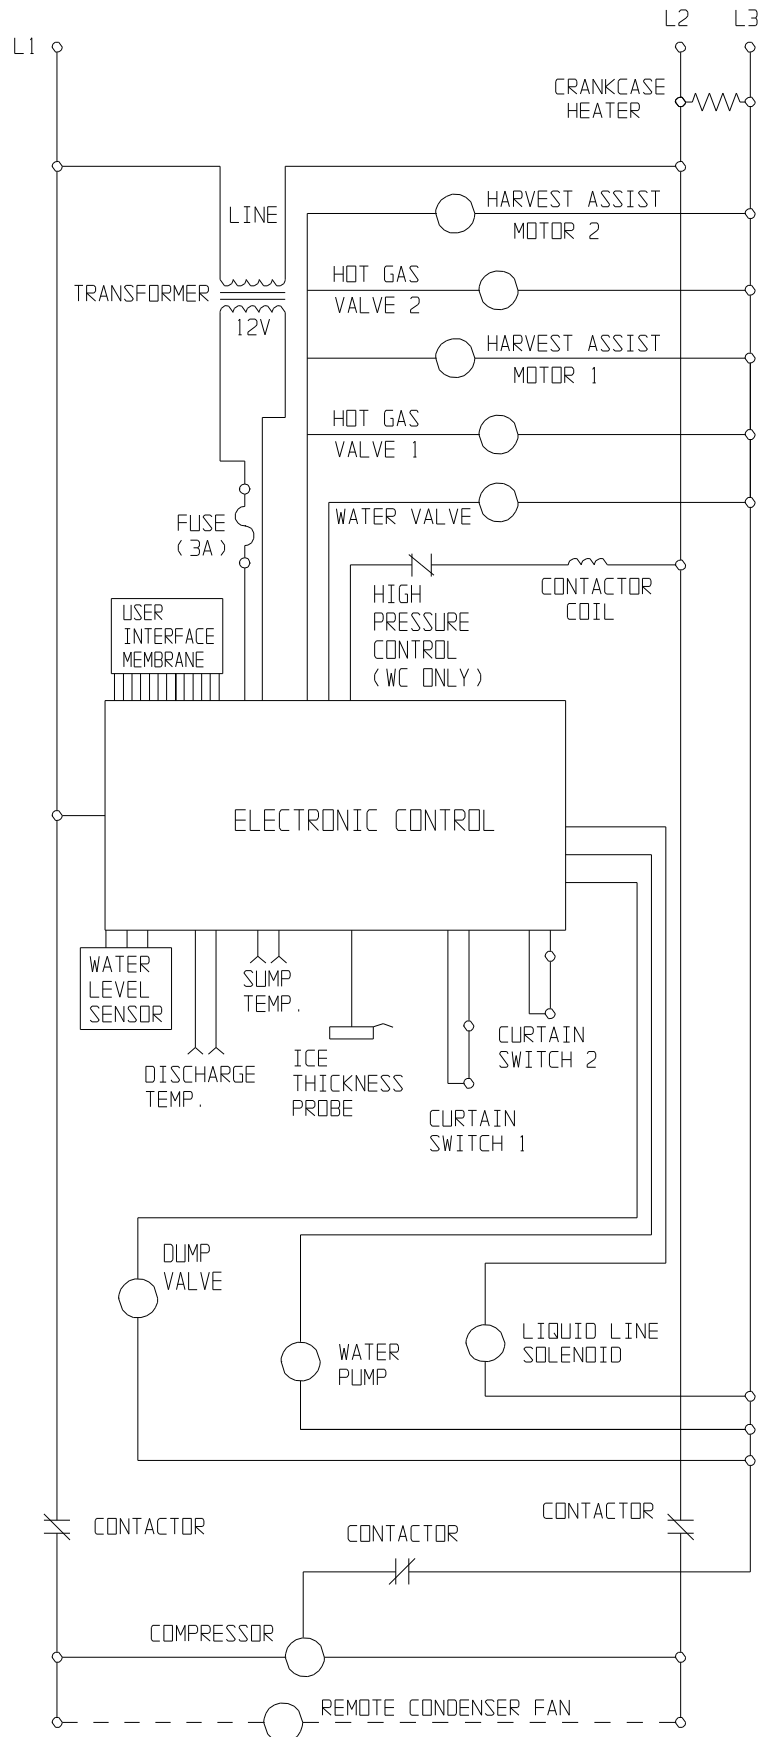 L1
L2
L3
CRANKCASE
HEATER
LINE
HARVEST ASSIST
MOTOR 2
TRANSFORMER
HOT GAS
VALVE 2
12V
HARVEST ASSIST
MOTOR 1
HOT GAS
VALVE 1
FUSE
(3A)
WATER VALVE
CONTACTOR
COIL
HIGH
PRESSURE
CONTROL
(WC ONLY)
USER
INTERFACE
MEMBRANE
ELECTRONIC CONTROL
WATER
LEVEL
SENSOR
SUMP
TEMP.
DISCHARGE
TEMP.
ICE
THICKNESS
PROBE
CURTAIN
SWITCH 2
CURTAIN
SWITCH 1
DUMP
VALVE
WATER
PUMP
LIQUID LINE
SOLENOID
CONTACTOR
CONTACTOR
CONTACTOR
COMPRESSOR
REMOTE CONDENSER FAN